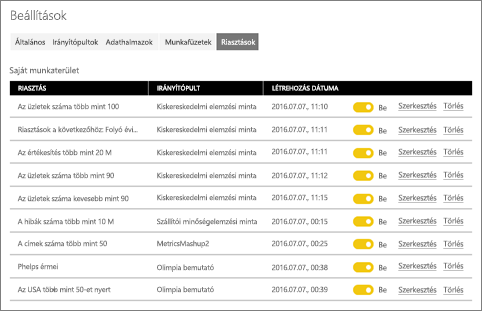 Beállítások
Általános Irányítópultok Adathalmazok Munkafüzetek Riasztások
Saját munkaterület
RIASZTÁS IRÁNYÍTÓPULT LÉTREHOZÁS DÁTUMA
Az üzletek száma több mint 100 Kiskereskedelmi elemzési minta 2016.07.07., 11:10 Be Szerkesztés Törlés
Riasztások a következőhöz: Folyó évi... Kiskereskedelmi elemzési minta 2016.07.07., 11:11 Be Szerkesztés Törlés
Az értékesítés több mint 20 M Kiskereskedelmi elemzési minta 2016.07.07., 11:11 Be Szerkesztés Törlés
Az üzletek száma több mint 90 Kiskereskedelmi elemzési minta 2016.07.07., 11:12 Be Szerkesztés Törlés
Az üzletek száma kevesebb mint 90 Kiskereskedelmi elemzési minta 2016.07.07., 11:15 Be Szerkesztés Törlés
A hibák száma több mint 10 M Szállítói minőségelemzési minta 2016.07.07., 00:15 Be Szerkesztés Törlés
A címek száma több mint 50 MetricsMashup2 2016.07.07., 00:25 Be Szerkesztés Törlés
Phelps érmei Olimpia bemutató 2016.07.07., 00:38 Be Szerkesztés Törlés
Az USA több mint 50-et nyert Olimpia bemutató 2016.07.07., 00:39 Be Szerkesztés Törlés